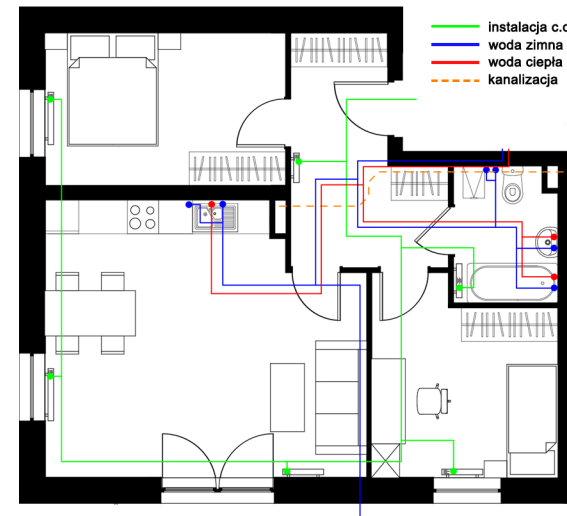 instalacja c.o
woda zimna
woda ciepła
kanalizacja